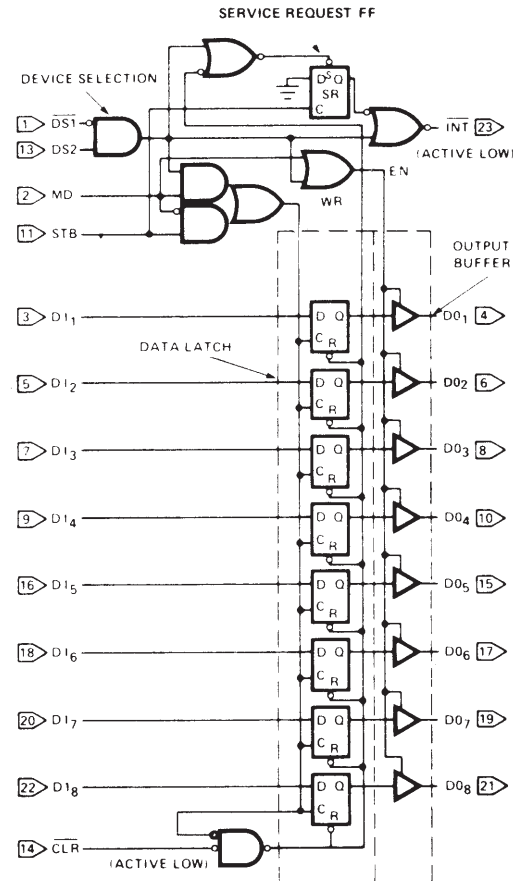 SERVICE REQUEST FF
DEVICE SELECTION
D S Q
SR
C
1 DS1
13 DS2
INT 23
(ACTIVE LOW)
2 MD
EN
WR
11 STB
OUTPUT BUFFER
3 DI1
D Q
C R
DO1 4
DATA LATCH
5 DI2
D Q
C R
DO2 6
7 DI3
D Q
C R
DO3 8
9 DI4
D Q
C R
DO4 10
16 DI5
D Q
C R
DO5 15
18 DI6
D Q
C R
DO6 17
20 DI7
D Q
C R
DO7 19
22 DI8
D Q
C R
DO8 21
14 CLR
(ACTIVE LOW)